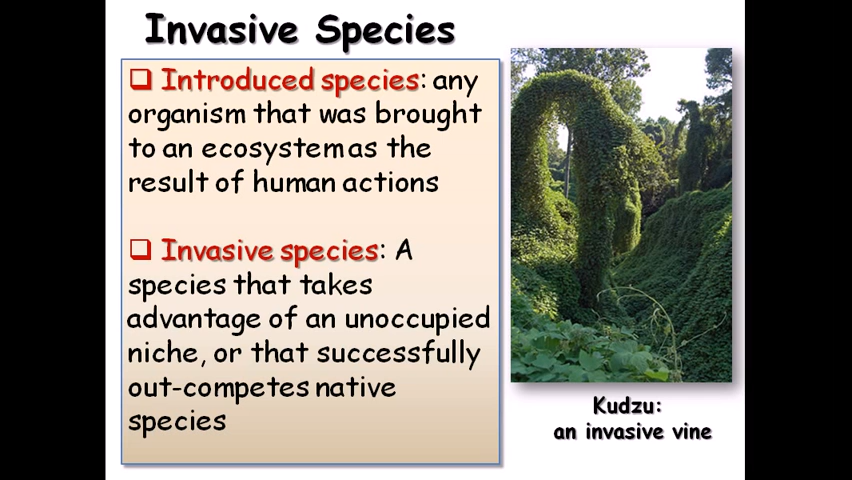 Invasive Species
Introduced species: any
organism that was brought
to an ecosystem as the
result of human actions
Invasive species: A
species that takes
advantage of an unoccupied
niche, or that successfully
out-competes native
species
Kudzu:
an invasive vine